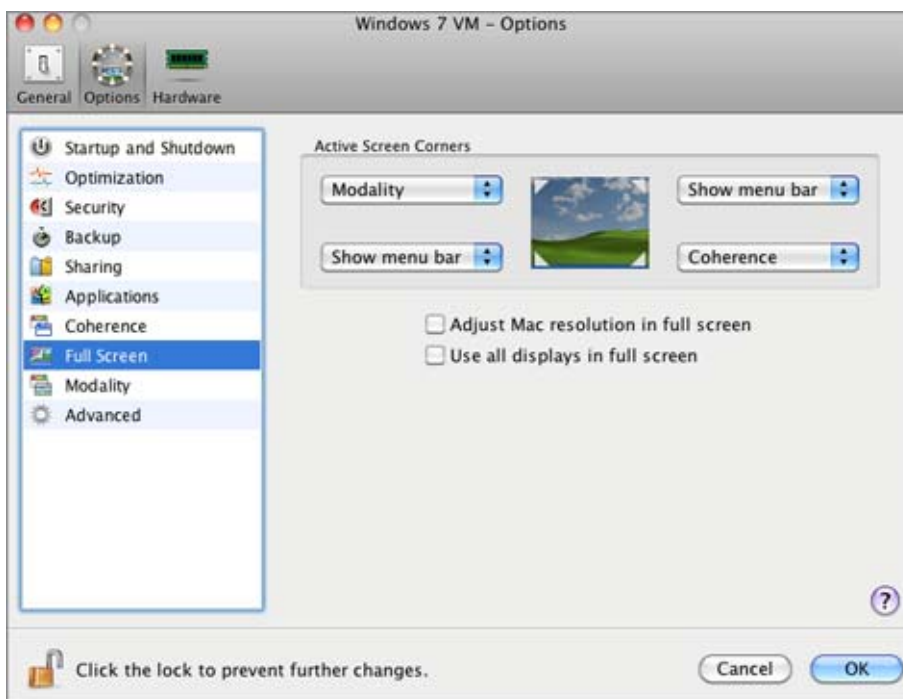 Windows 7 VM – Options
General Options Hardware
Startup and Shutdown
Optimization
Security
Backup
Sharing
Applications
Coherence
Full Screen
Modality
Advanced
Active Screen Corners
Modality
Show menu bar
Show menu bar
Coherence
Adjust Mac resolution in full screen
Use all displays in full screen
?
Click the lock to prevent further changes.
Cancel
OK